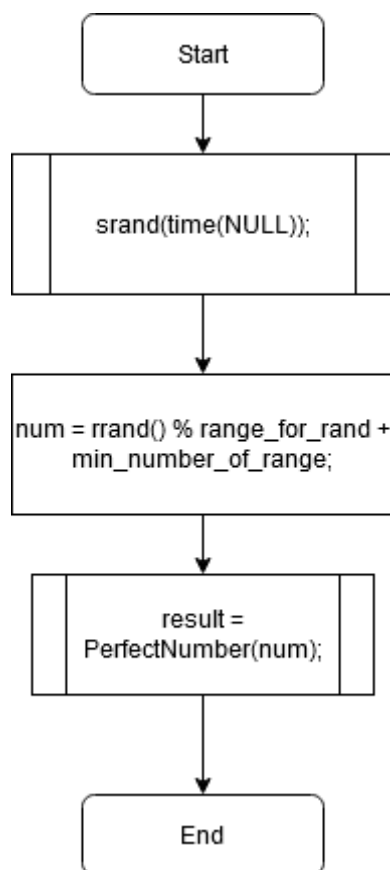 Start
srand(time(NULL));
num = rrand() % range_for_rand +
min_number_of_range;
result =
PerfectNumber(num);
End